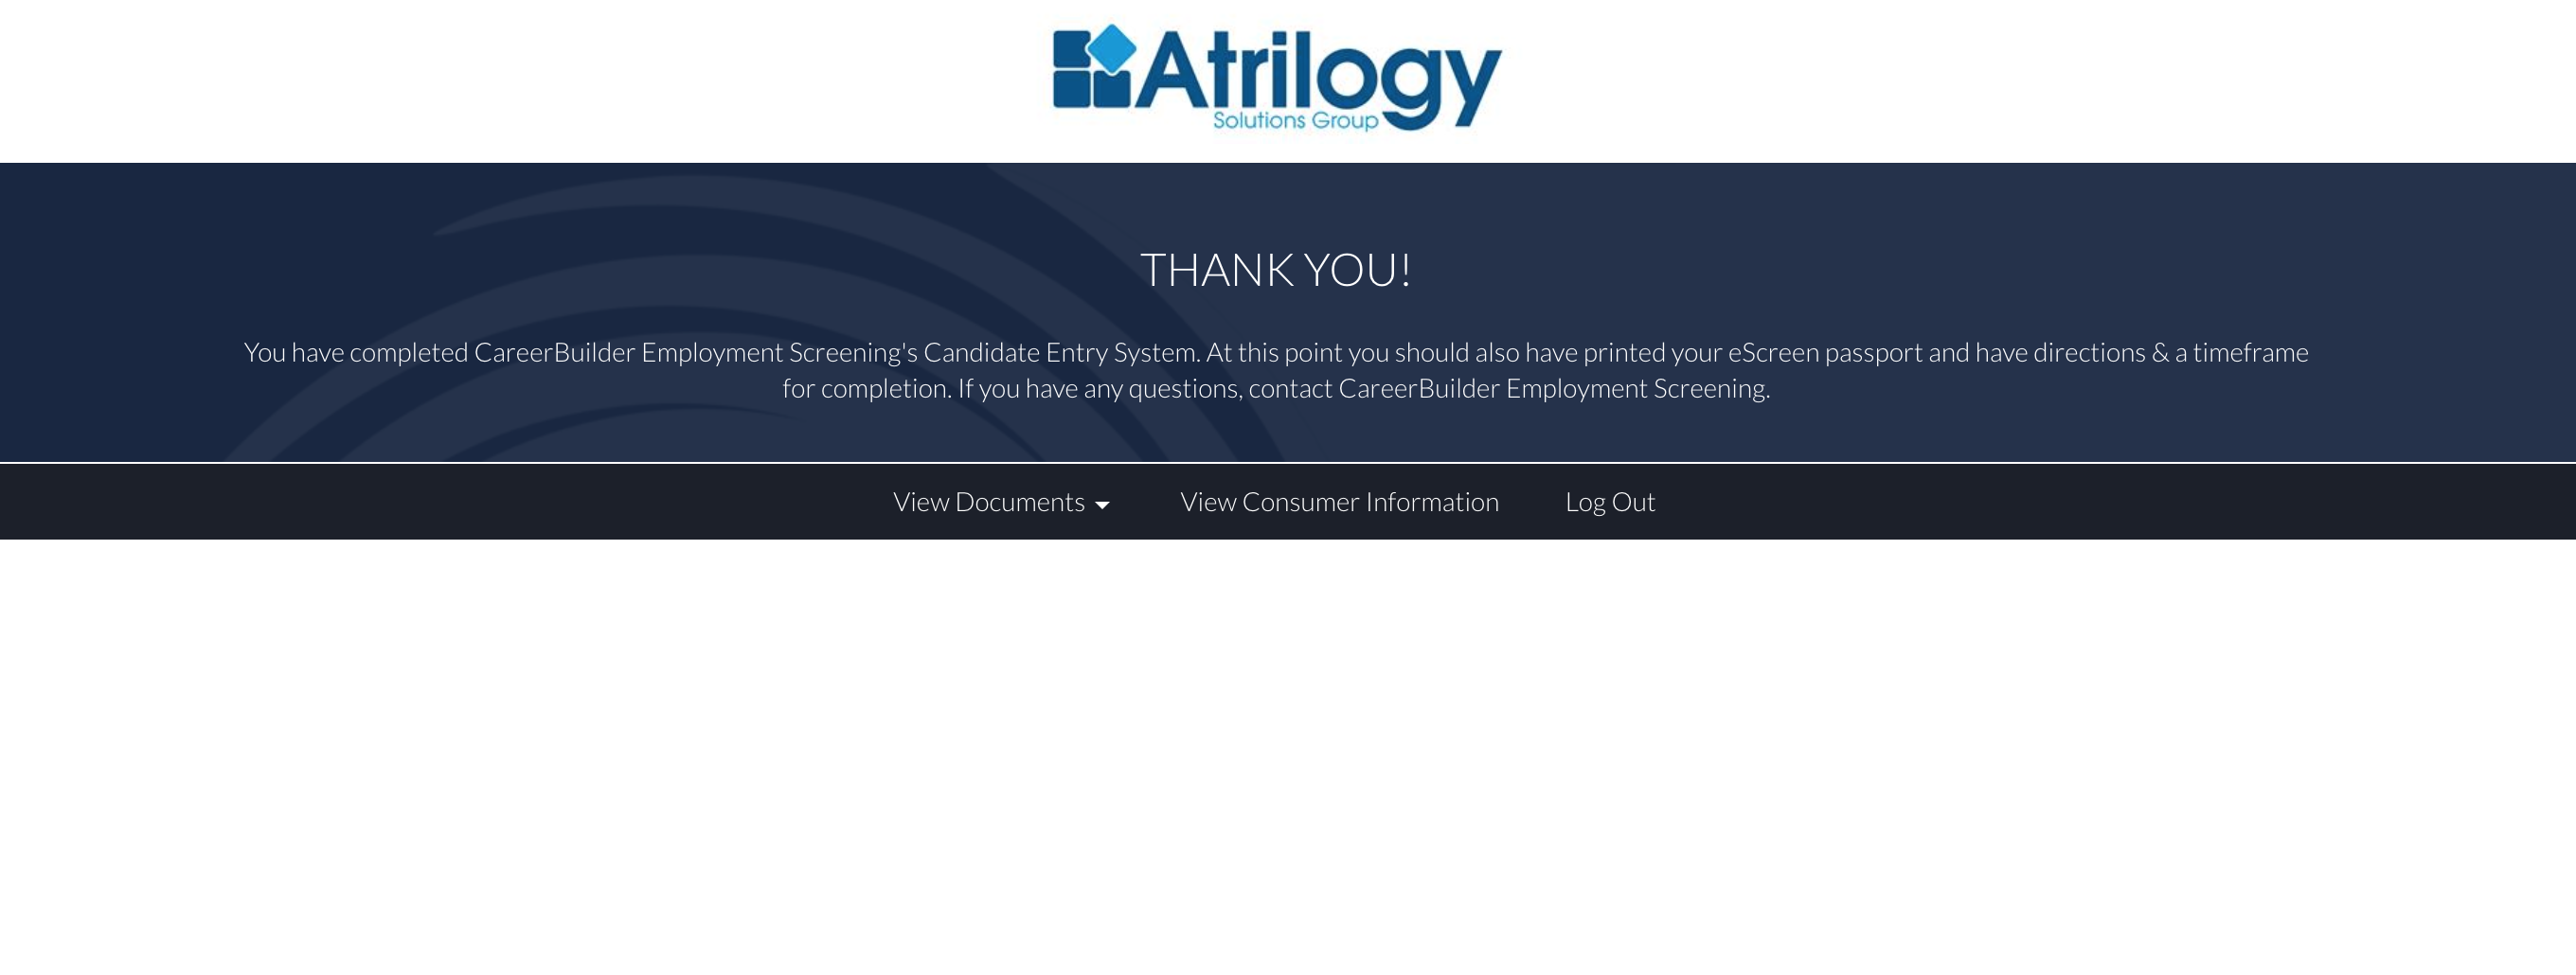 Atrilogy
Solutions Group
THANK YOU!
You have completed CareerBuilder Employment Screening's Candidate Entry System. At this point you should also have printed your eScreen passport and have directions & a timeframe
for completion. If you have any questions, contact CareerBuilder Employment Screening.
View Documents View Consumer Information Log Out